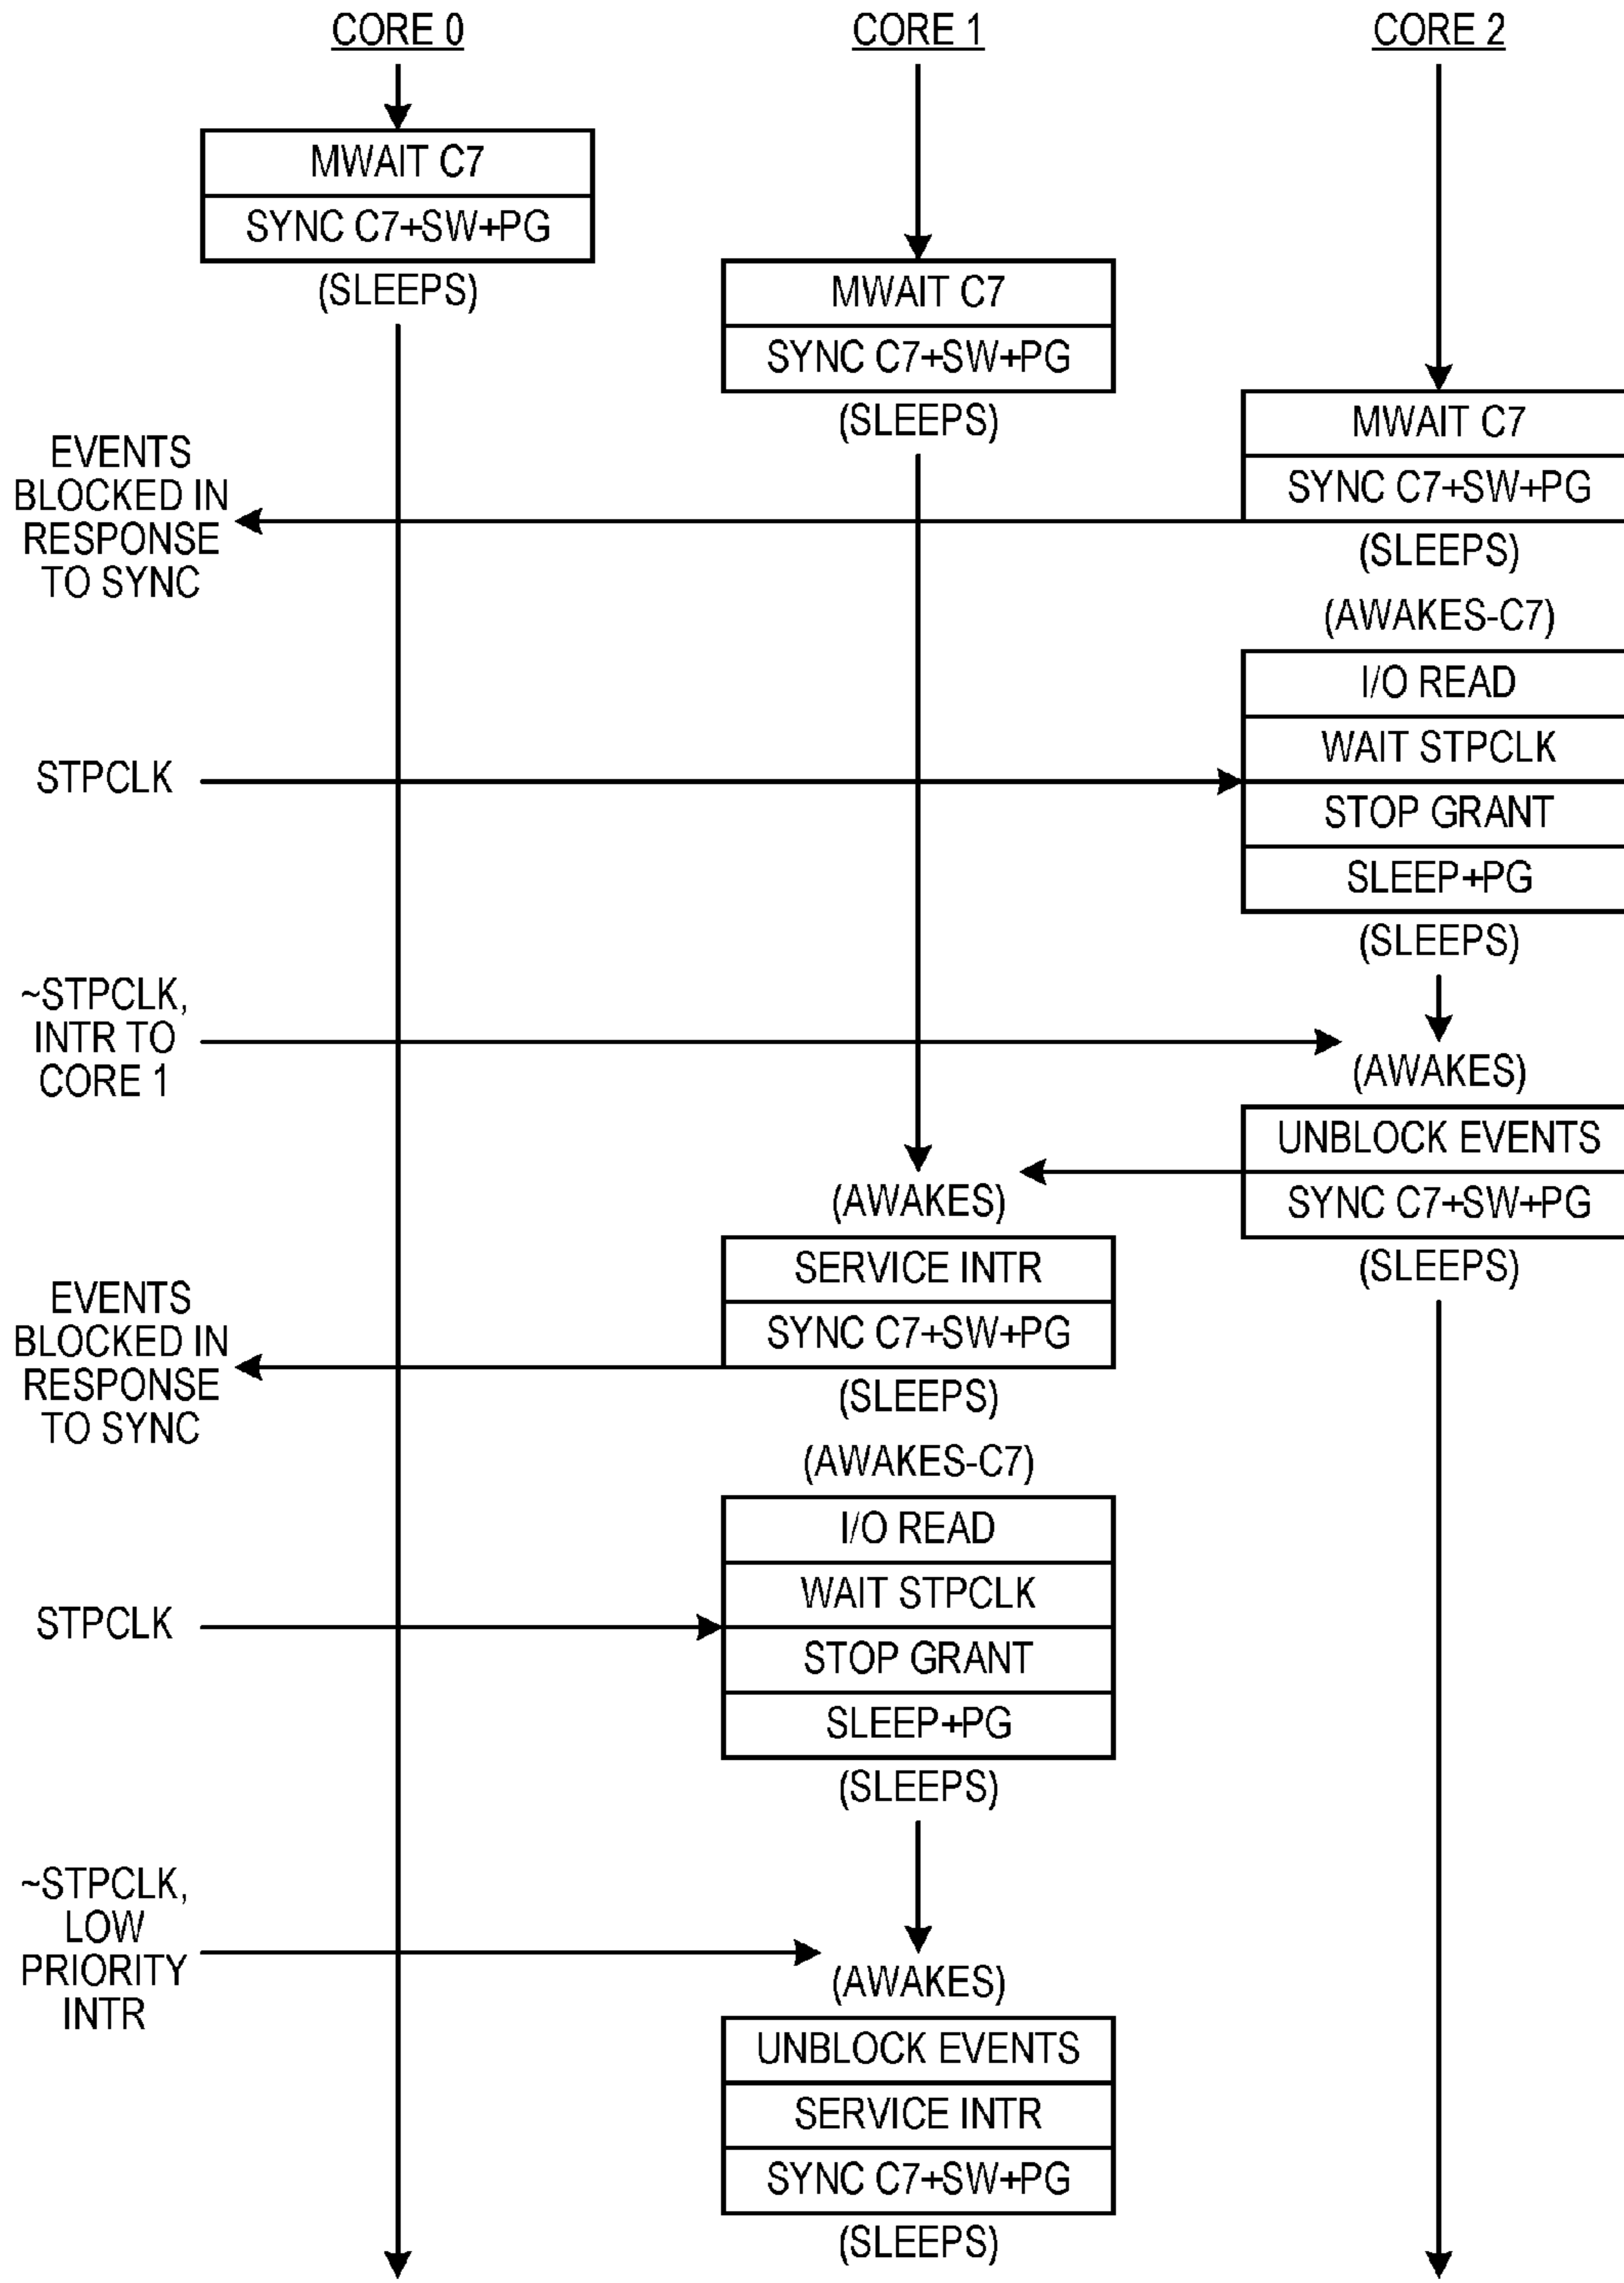 CORE 0
CORE 1
CORE 2
MWAIT C7
SYNC C7+SW+PG
(SLEEPS)
MWAIT C7
SYNC C7+SW+PG
(SLEEPS)
MWAIT C7
SYNC C7+SW+PG
(SLEEPS)
EVENTS
BLOCKED IN
RESPONSE
TO SYNC
(AWAKES-C7)
I/O READ
WAIT STPCLK
STPCLK
STOP GRANT
SLEEP+PG
(SLEEPS)
~STPCLK,
INTR TO
CORE 1
(AWAKES)
UNBLOCK EVENTS
SYNC C7+SW+PG
(SLEEPS)
(AWAKES)
SERVICE INTR
SYNC C7+SW+PG
(SLEEPS)
EVENTS
BLOCKED IN
RESPONSE
TO SYNC
(AWAKES-C7)
I/O READ
WAIT STPCLK
STPCLK
STOP GRANT
SLEEP+PG
(SLEEPS)
~STPCLK,
LOW
PRIORITY
INTR
(AWAKES)
UNBLOCK EVENTS
SERVICE INTR
SYNC C7+SW+PG
(SLEEPS)